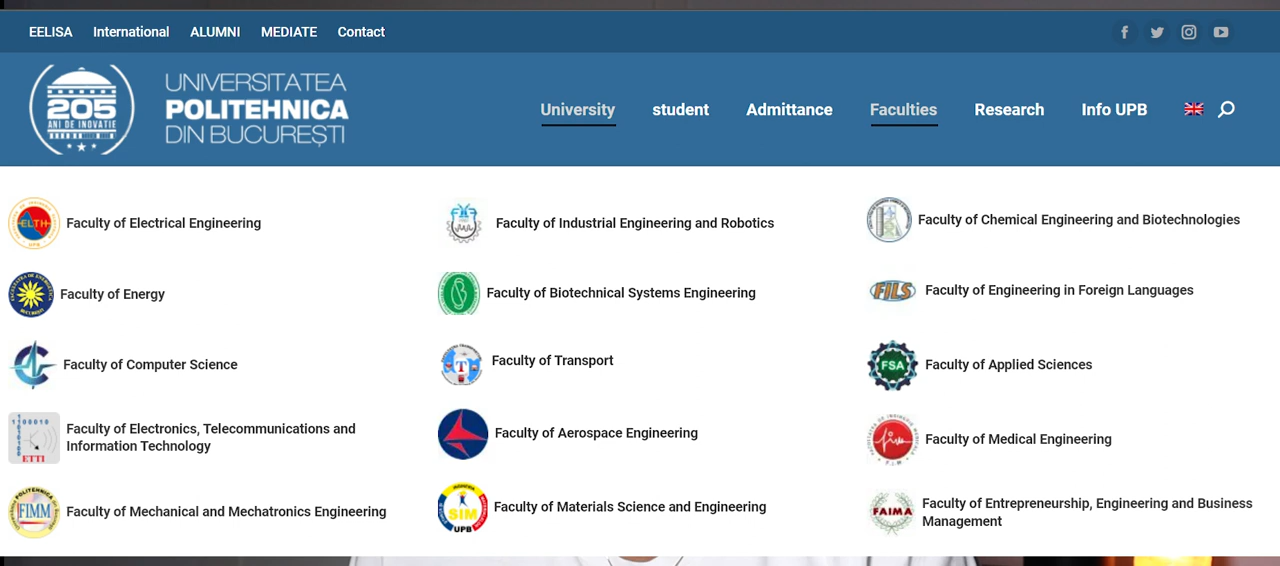 EELISA International ALUMNI MEDIATE Contact
205
ANI DE INOVAȚIE
UNIVERSITATEA
POLITEHNICA
DIN BUCUREȘTI
University student Admittance Faculties Research Info UPB
ELTH
UPB
Faculty of Electrical Engineering
Faculty of Industrial Engineering and Robotics
Faculty of Chemical Engineering and Biotechnologies
Faculty of Energy
Faculty of Biotechnical Systems Engineering
FILS
Faculty of Engineering in Foreign Languages
Faculty of Computer Science
T
Faculty of Transport
FSA
Faculty of Applied Sciences
ETTI
Faculty of Electronics, Telecommunications and
Information Technology
Faculty of Aerospace Engineering
Faculty of Medical Engineering
POLITEHNICA
FIMM
Faculty of Mechanical and Mechatronics Engineering
SIM
UPB
Faculty of Materials Science and Engineering
FAIMA
Faculty of Entrepreneurship, Engineering and Business
Management